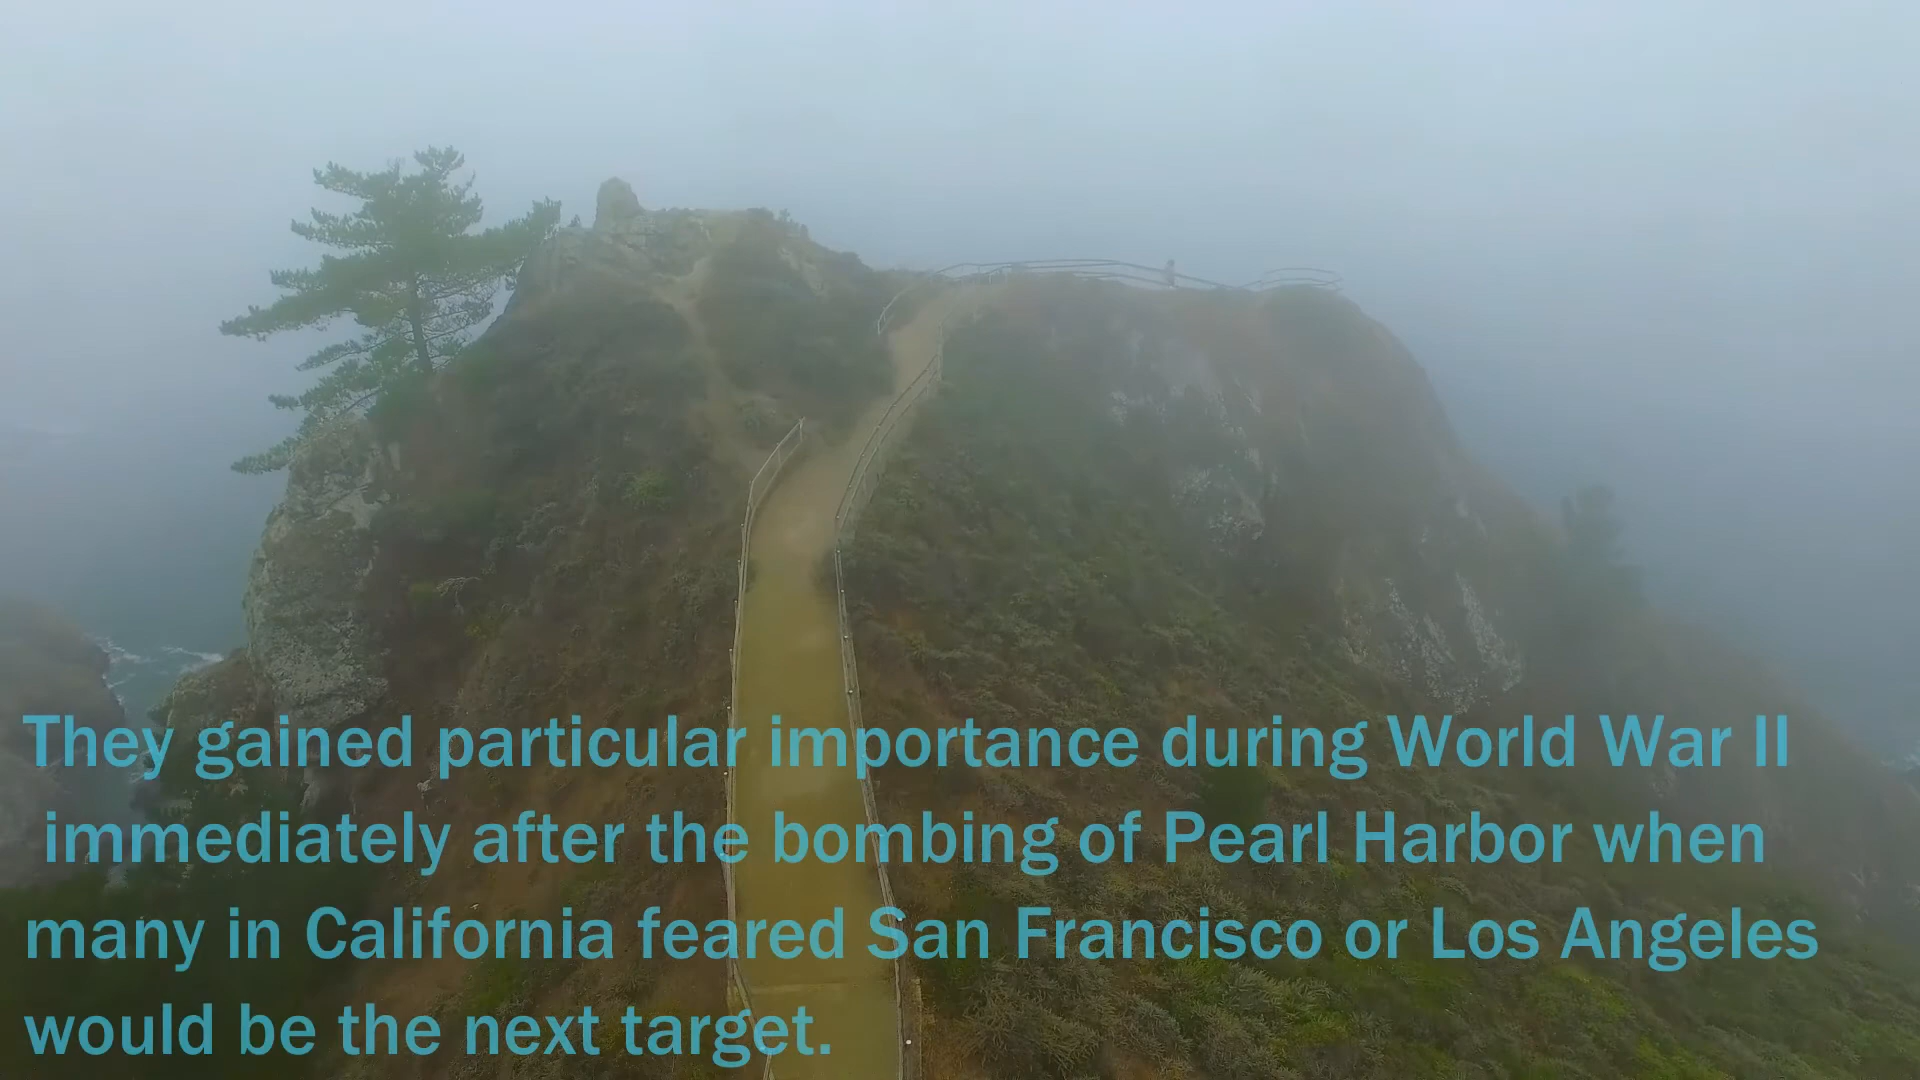 They gained particular importance during World War II
immediately after the bombing of Pearl Harbor when
many in California feared San Francisco or Los Angeles
would be the next target.